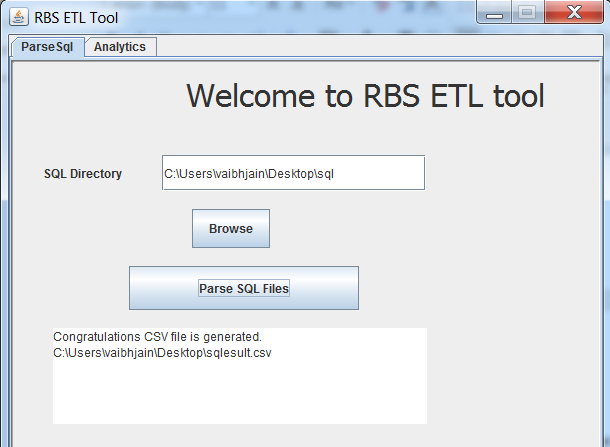 RBS ETL Tool
ParseSql Analytics
Welcome to RBS ETL tool
SQL Directory C:\Users\vaibhjain\Desktop\sql
Browse
Parse SQL Files
Congratulations CSV file is generated.
C:\Users\vaibhjain\Desktop\sqlesult.csv